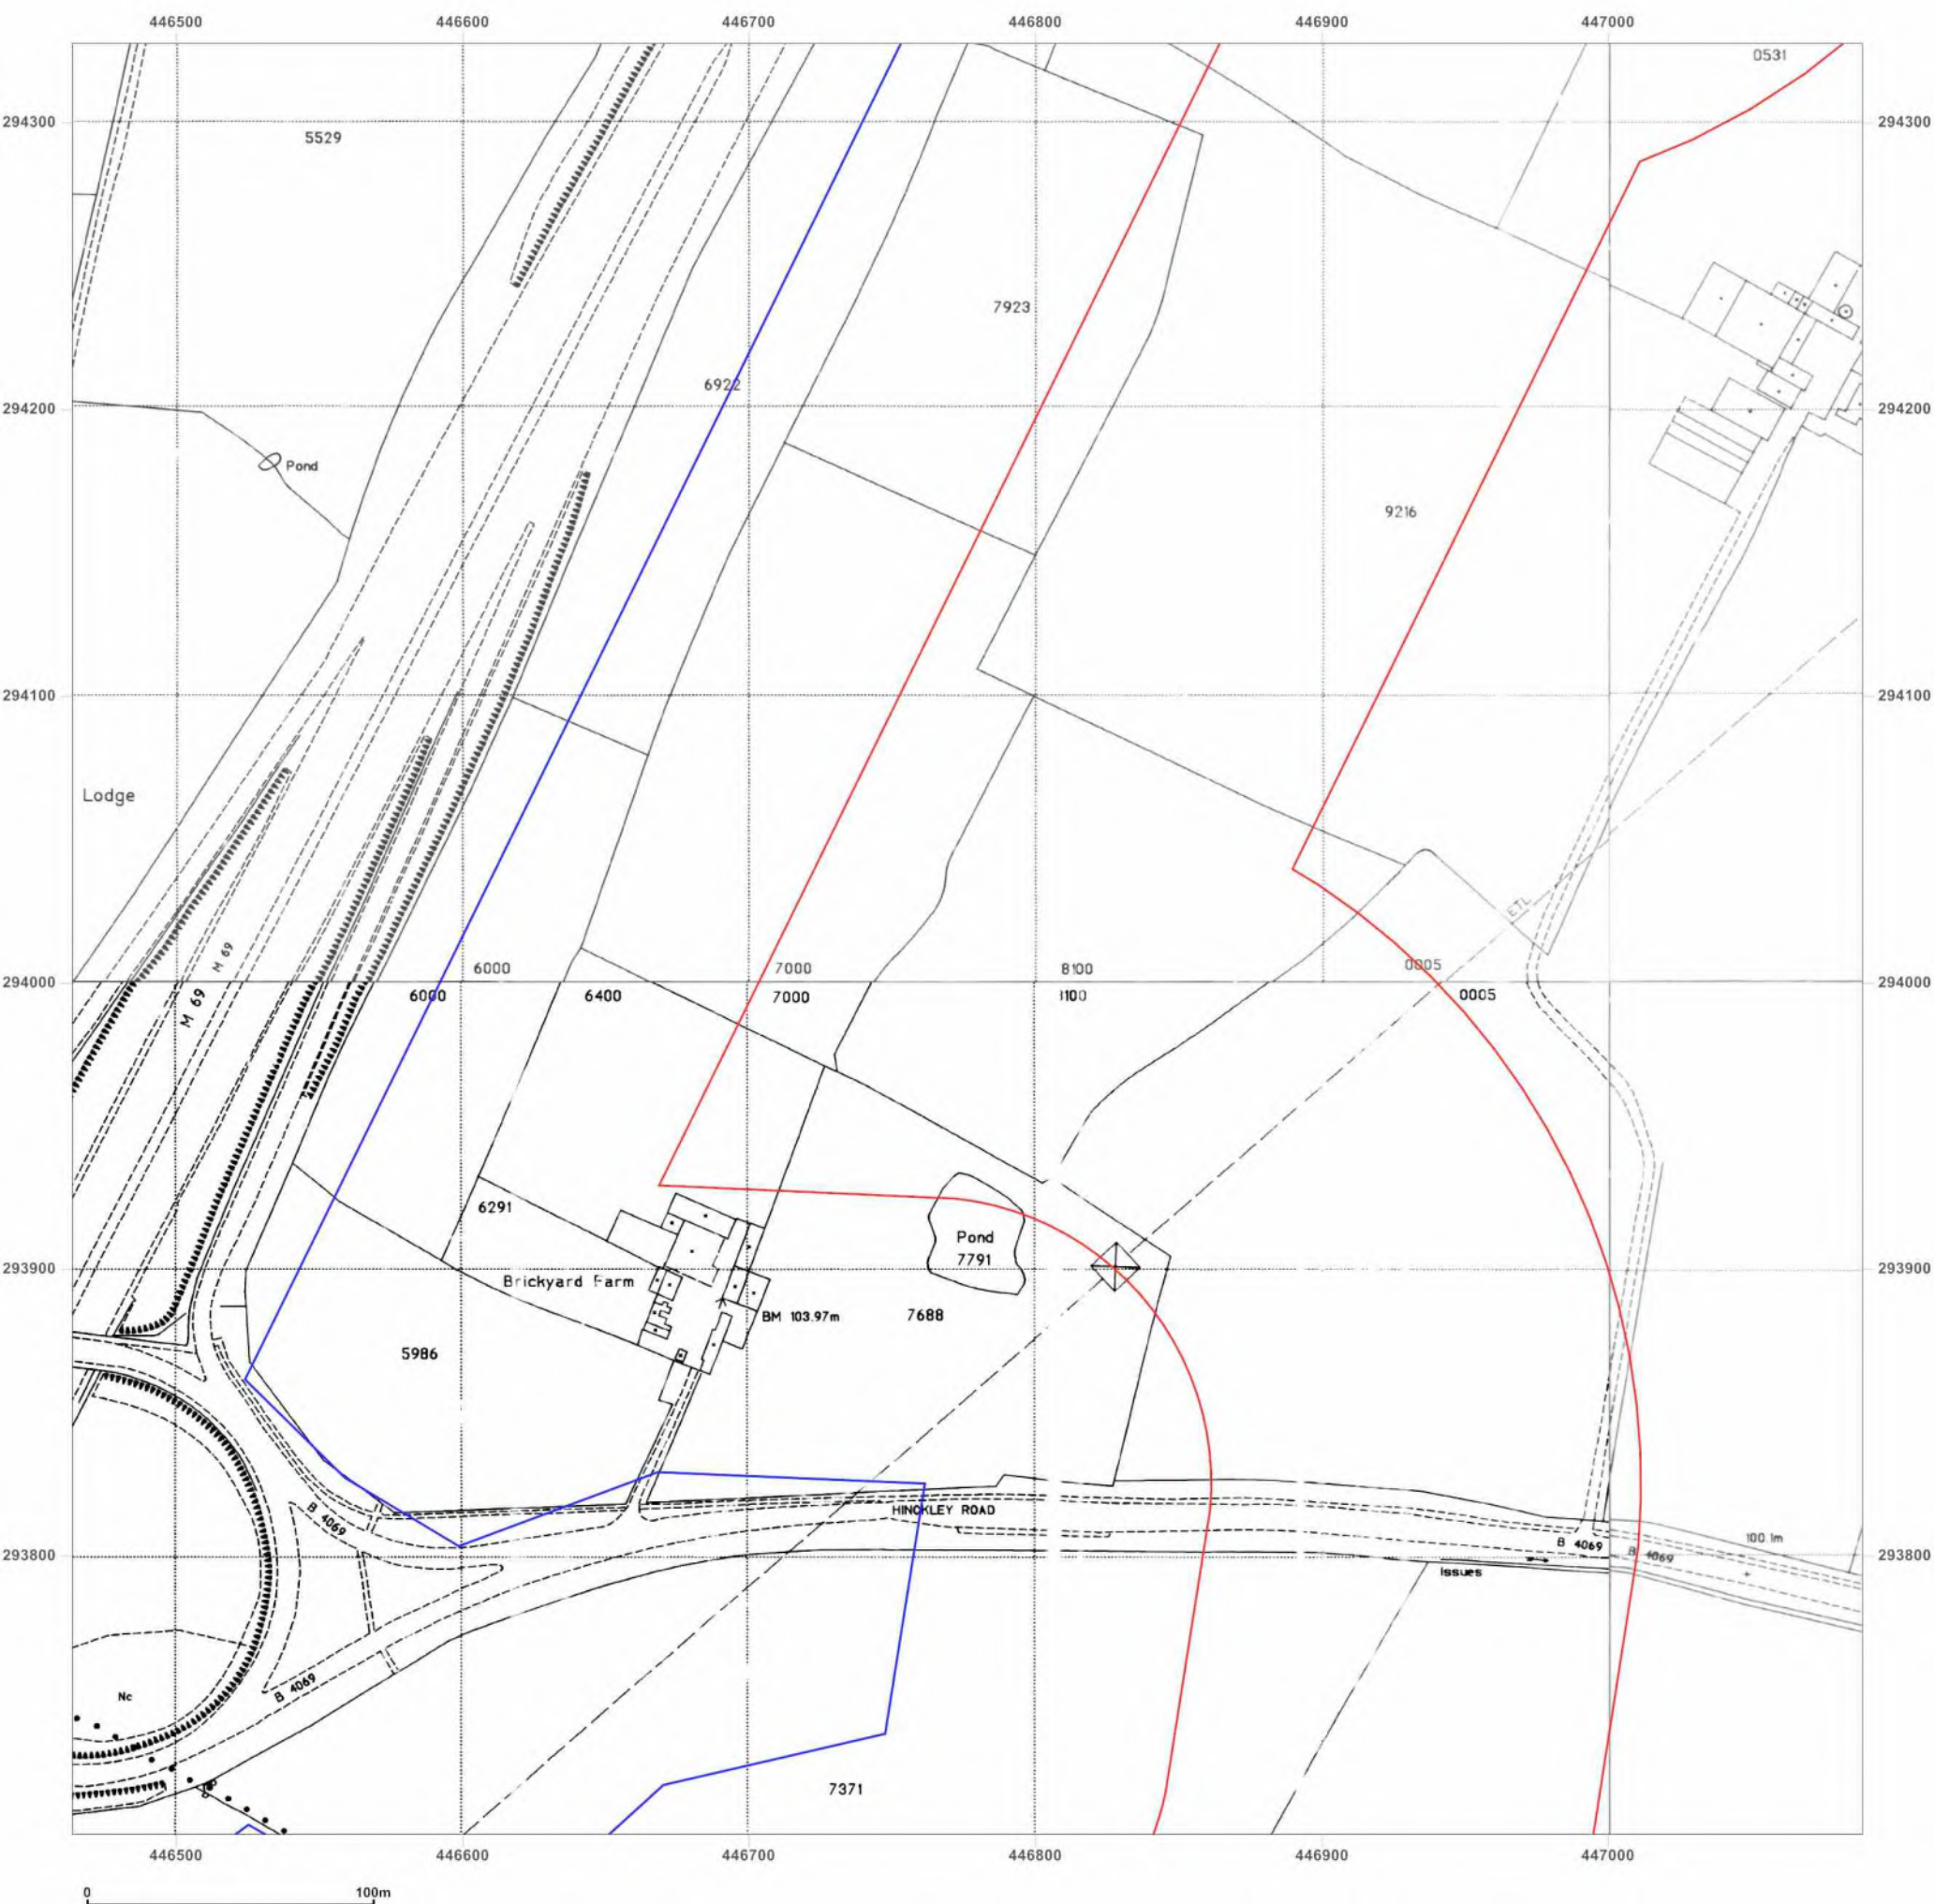 446500 446600 446700 446800 446900 447000
0531
294300 294300
5529
7923
6922
294200 294200
Pond
9216
294100 294100
Lodge
ETL
M 69
6000 7000 8100 0005
294000 294000
6000 6400 7000 1100 0005
M 69
6291
Pond
7791
293900 293900
Brickyard Farm
BM 103.97m
7688
5986
B 4069
HINCKLEY ROAD
B 4069
B 4069
100.1m
293800 293800
Issues
B 4069
Nc
7371
446500 446600 446700 446800 446900 447000
0 100m